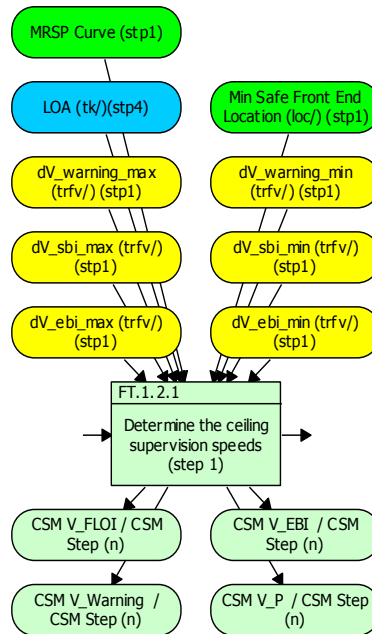 MRSP Curve (stp1)
LOA (tk/)(stp4)
Min Safe Front End
Location (loc/) (stp1)
dV_warning_max
(trfv/) (stp1)
dV_warning_min
(trfv/) (stp1)
dV_sbi_max (trfv/)
(stp1)
dV_sbi_min (trfv/)
(stp1)
dV_ebi_max (trfv/)
(stp1)
dV_ebi_min (trfv/)
(stp1)
FT.1.2.1
Determine the ceiling
supervision speeds
(step 1)
CSM V_FLOI / CSM
Step (n)
CSM V_EBI / CSM
Step (n)
CSM V_Warning /
CSM Step (n)
CSM V_P / CSM Step
(n)